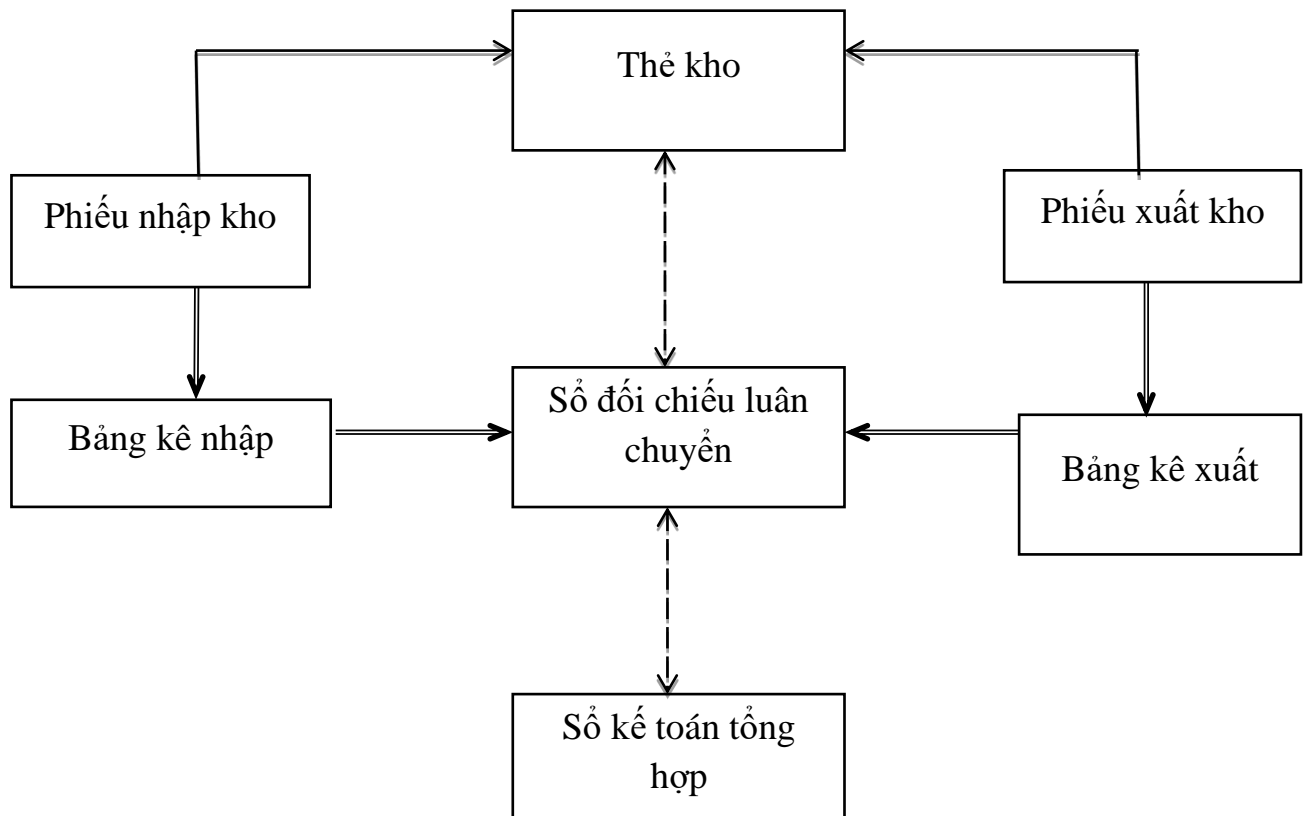 Thẻ kho
Phiếu nhập kho
Phiếu xuất kho
Sổ đối chiếu luân
chuyển
Bảng kê nhập
Bảng kê xuất
Sổ kế toán tổng
hợp